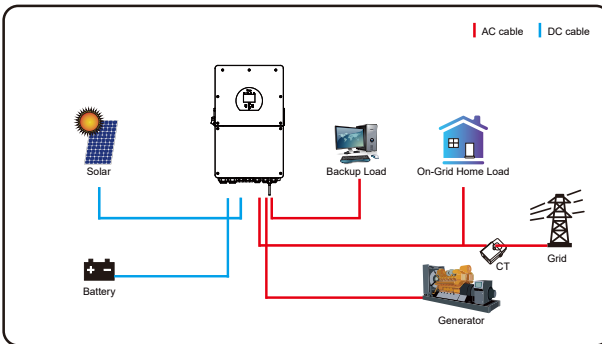 AC cable
DC cable
Solar
Backup Load
On-Grid Home Load
CT
Grid
Battery
Generator